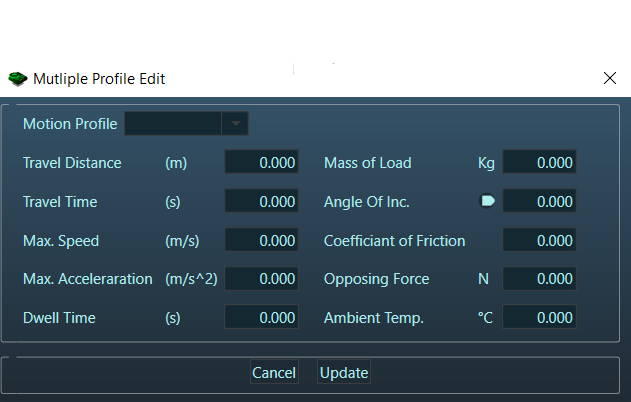 Mutliple Profile Edit
Motion Profile
Travel Distance (m) 0.000 Mass of Load Kg 0.000
Travel Time (s) 0.000 Angle Of Inc. 0.000
Max. Speed (m/s) 0.000 Coefficiant of Friction 0.000
Max. Acceleraration (m/s^2) 0.000 Opposing Force N 0.000
Dwell Time (s) 0.000 Ambient Temp. °C 0.000
Cancel Update